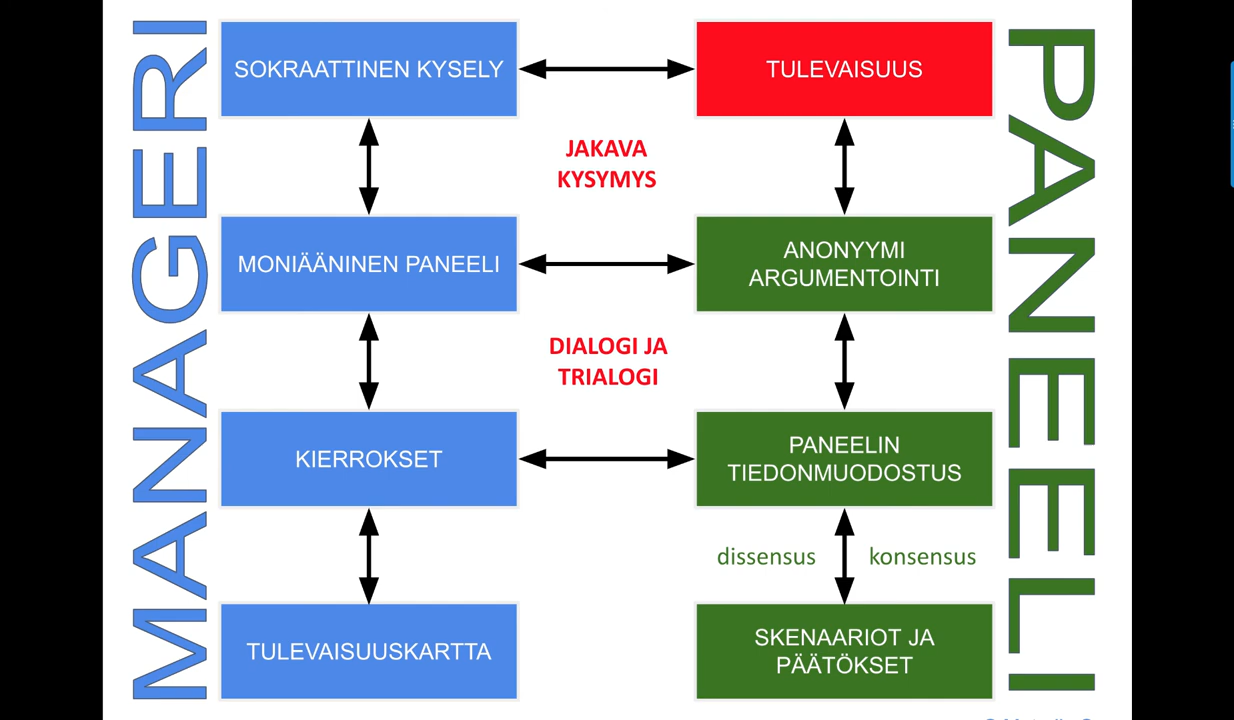 MANAGERI
SOKRAATTINEN KYSELY
TULEVAISUUS
JAKAVA
KYSYMYS
MONIÄÄNINEN PANEELI
ANONYYMI
ARGUMENTOINTI
DIALOGI JA
TRIALOGI
KIERROKSET
PANEELIN
TIEDONMUODOSTUS
dissensus
konsensus
TULEVAISUUSKARTTA
SKENAARIOT JA
PÄÄTÖKSET
PANEELI